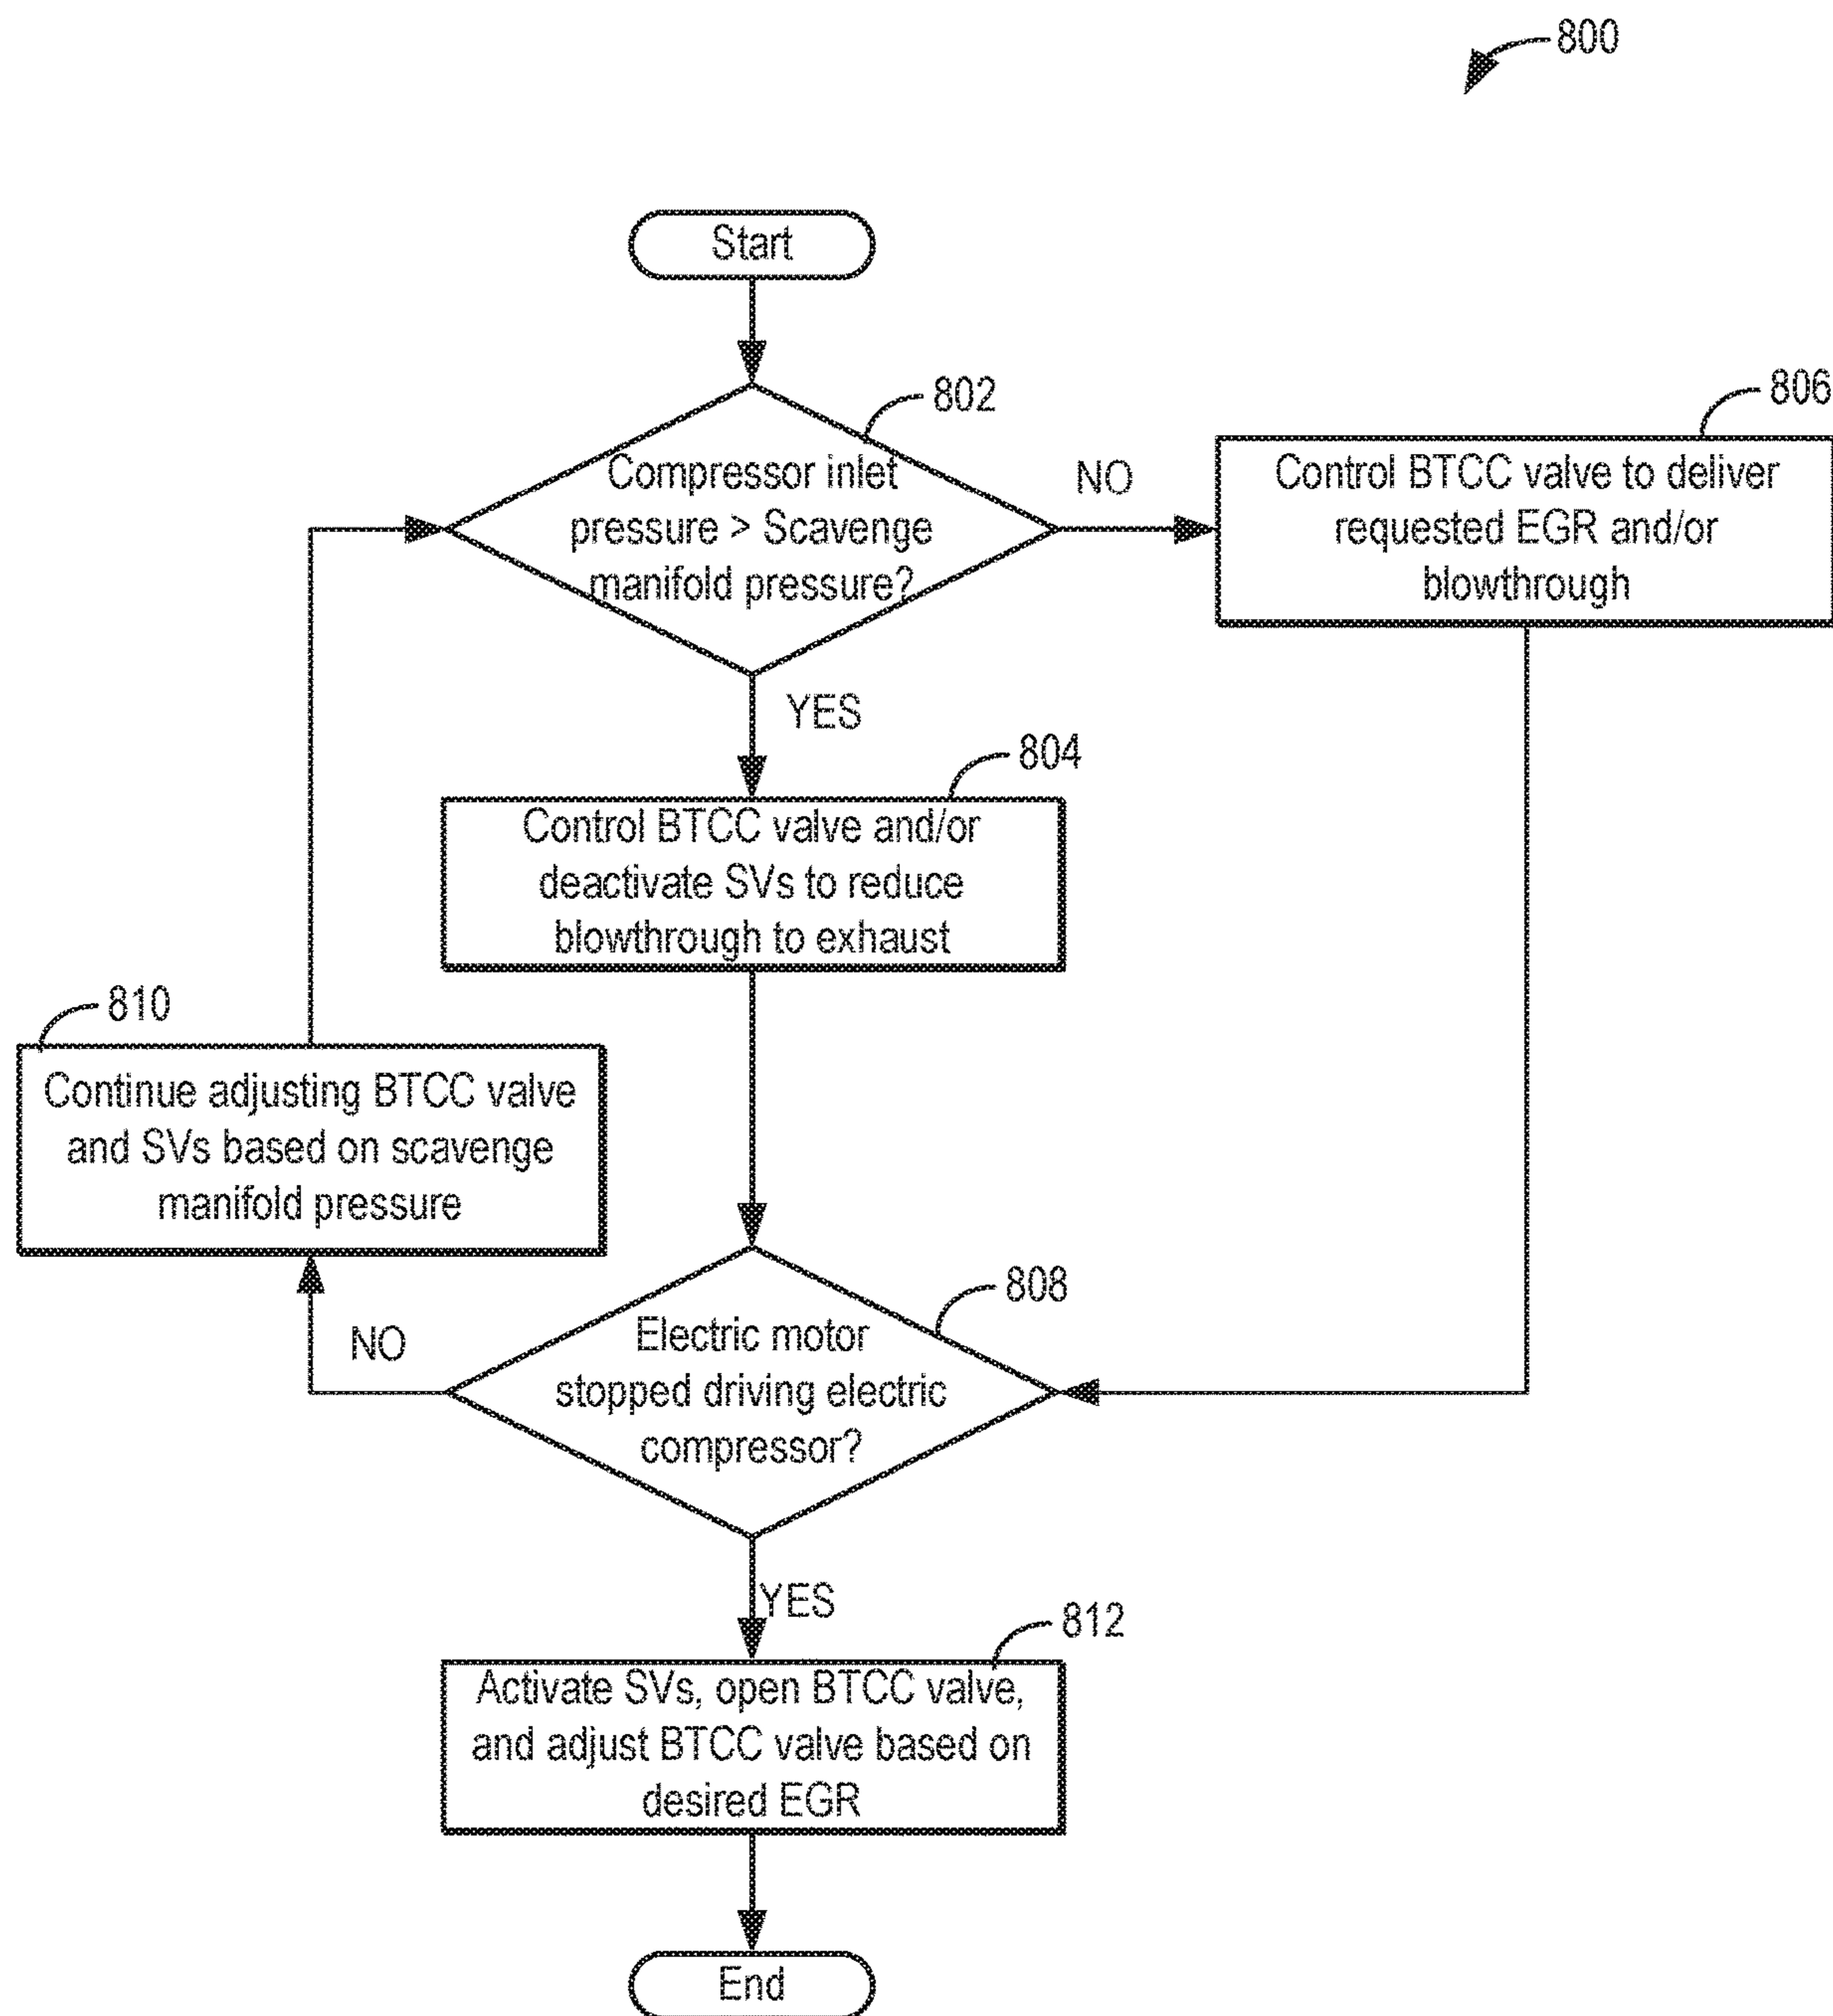 800
Start
802
Compressor inlet
pressure > Scavenge
manifold pressure?
NO
806
Control BTCC valve to deliver
requested EGR and/or
blowthrough
YES
804
Control BTCC valve and/or
deactivate SVs to reduce
blowthrough to exhaust
810
Continue adjusting BTCC valve
and SVs based on scavenge
manifold pressure
808
Electric motor
stopped driving electric
compressor?
NO
YES
812
Activate SVs, open BTCC valve,
and adjust BTCC valve based on
desired EGR
End